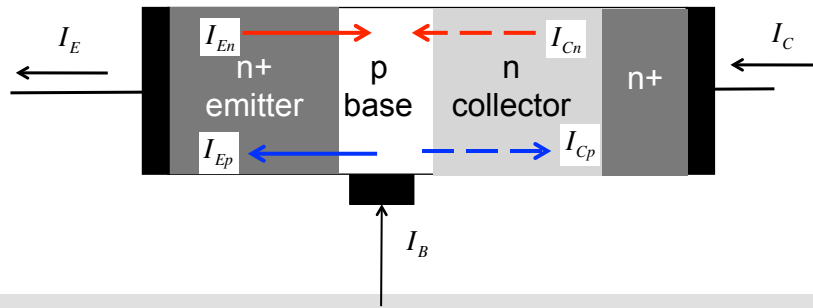 I_E
I_En
I_Cn
I_C
n+
emitter
p
base
n
collector
n+
I_Ep
I_Cp
I_B